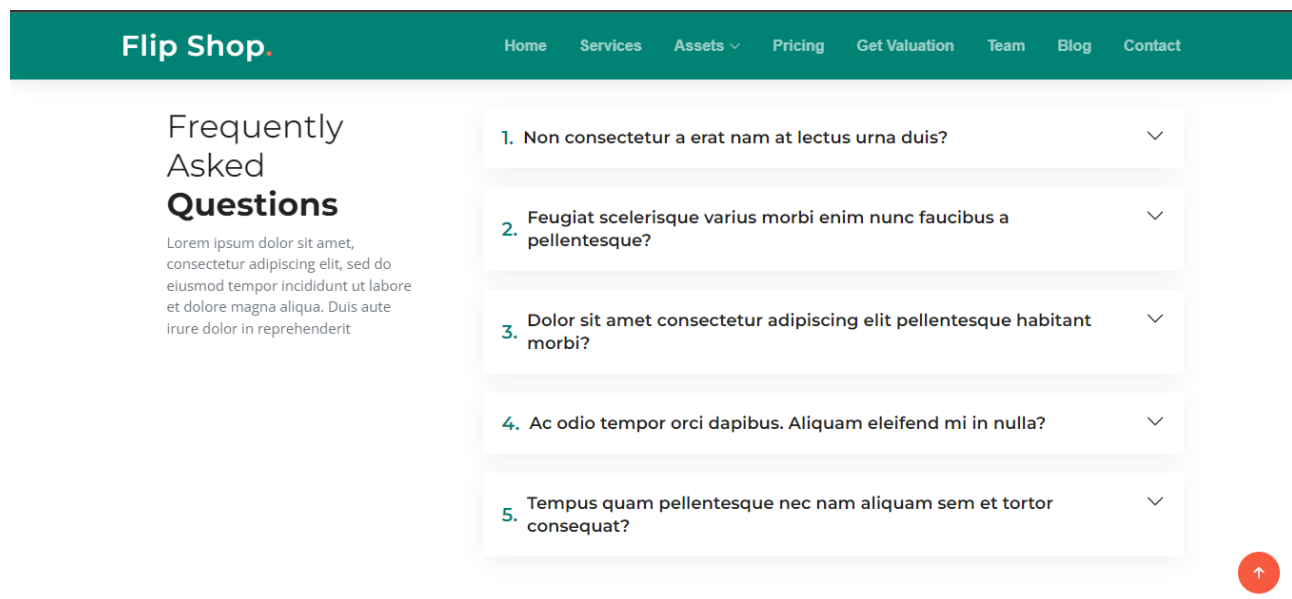 Flip Shop.
Home Services Assets Pricing Get Valuation Team Blog Contact
Frequently
Asked
Questions
Lorem ipsum dolor sit amet,
consectetur adipiscing elit, sed do
eiusmod tempor incididunt ut labore
et dolore magna aliqua. Duis aute
irure dolor in reprehenderit
1. Non consectetur a erat nam at lectus urna duis?
2. Feugiat scelerisque varius morbi enim nunc faucibus a
pellentesque?
3. Dolor sit amet consectetur adipiscing elit pellentesque habitant
morbi?
4. Ac odio tempor orci dapibus. Aliquam eleifend mi in nulla?
5. Tempus quam pellentesque nec nam aliquam sem et tortor
consequat?